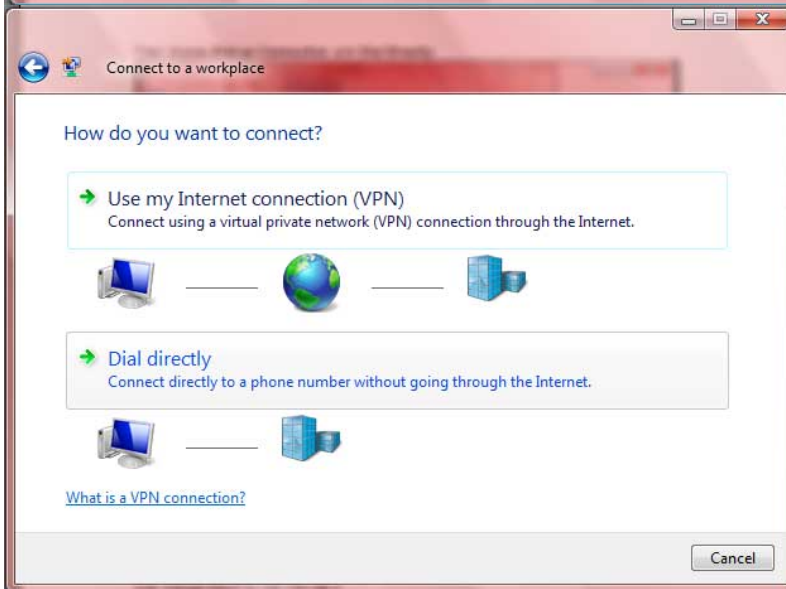 Connect to a workplace
How do you want to connect?
Use my Internet connection (VPN)
Connect using a virtual private network (VPN) connection through the Internet.
Dial directly
Connect directly to a phone number without going through the Internet.
What is a VPN connection?
Cancel